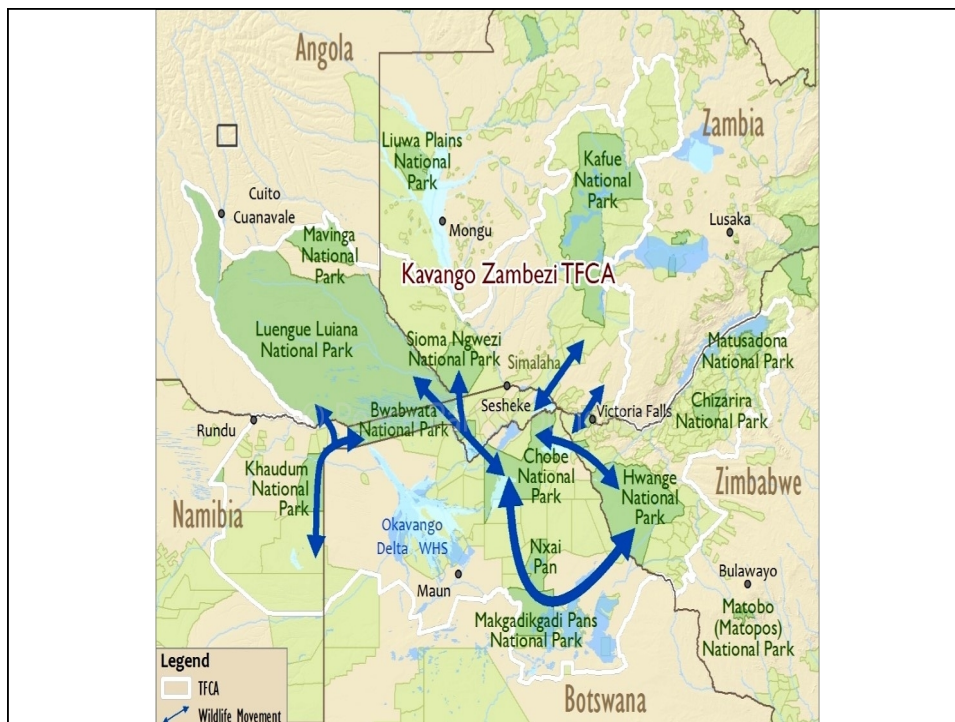 Angola
Zambia
Liuwa Plains
National
Park
Kafue
National
Park
Cuito
Cuanavale
Mongu
Lusaka
Mavinga
National
Park
Kavango Zambezi TFCA
Luengue Luiana
National Park
Sioma Ngwezi
National Park
Simalaha
Matusadona
National Park
Sesheke
Victoria Falls
Chizarira
National Park
Bwabwata
National Park
Rundu
Khaudum
National
Park
Chobe
National
Park
Hwange
National
Park
Zimbabwe
Namibia
Okavango
Delta WHS
Nxai
Pan
Maun
Bulawayo
Makgadikgadi Pans
National Park
Matobo
(Matopos)
National Park
Botswana
Legend
TFCA
Wildlife Movement